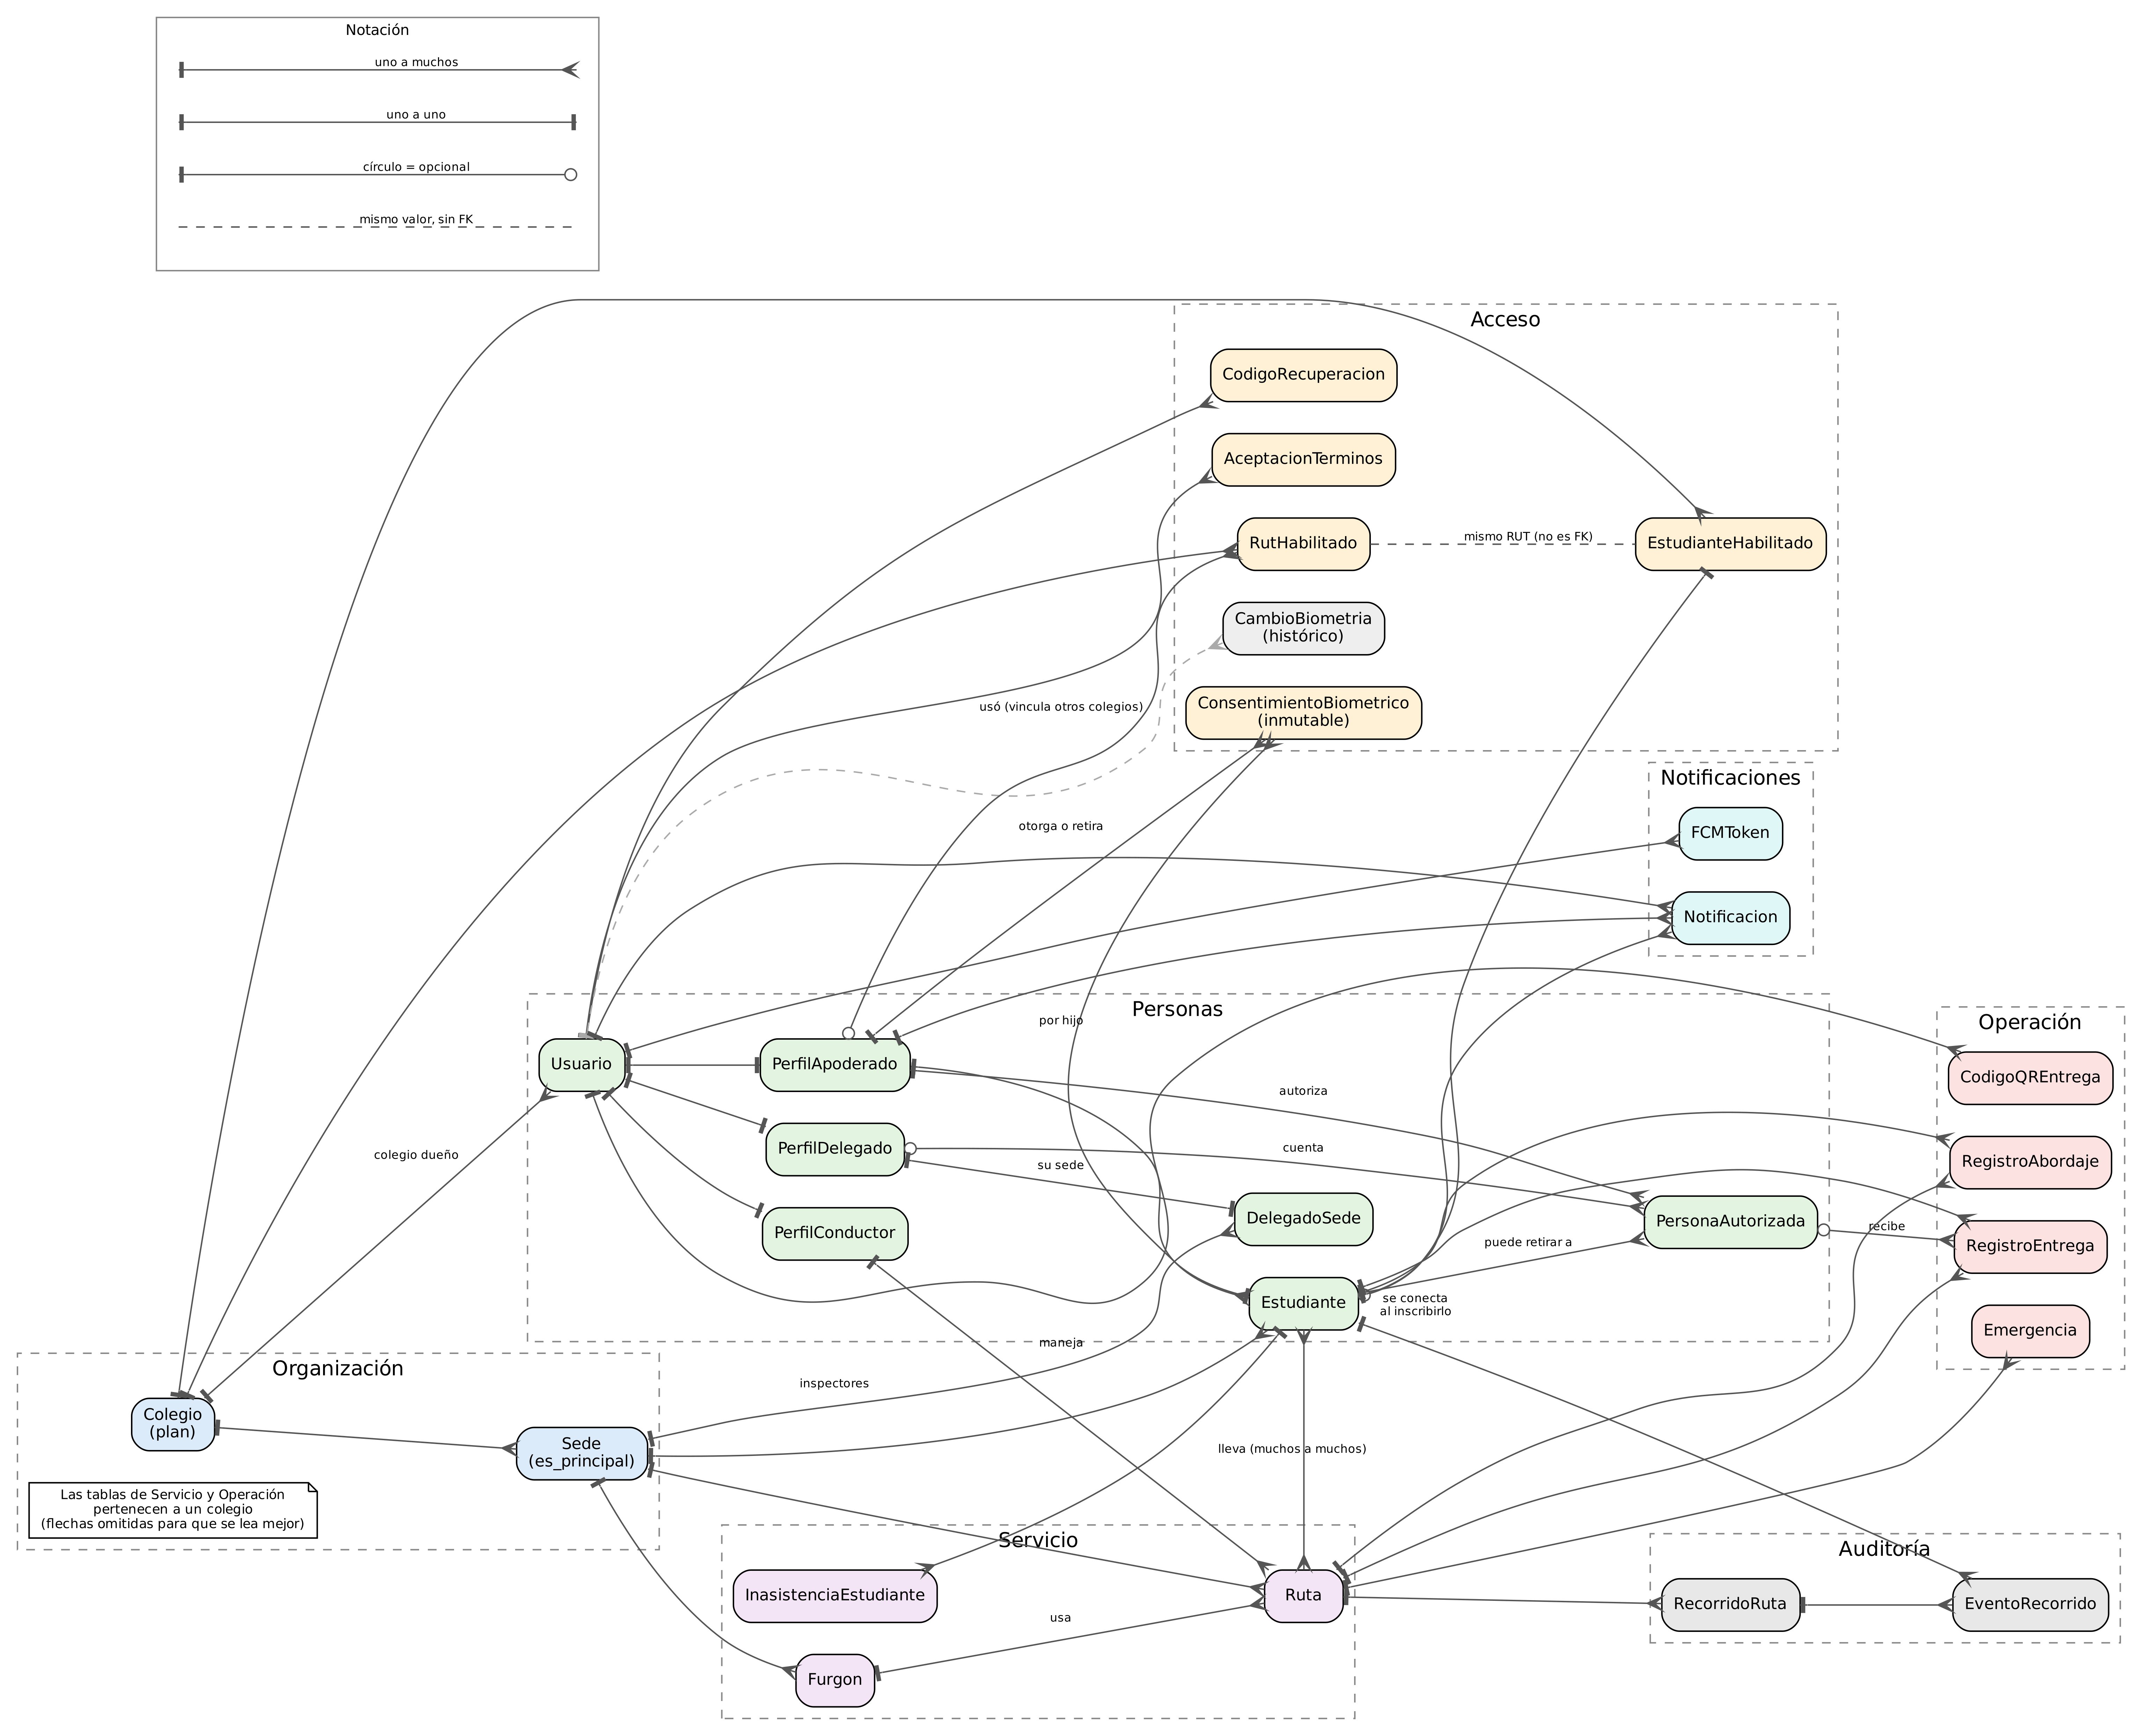 Notación
uno a muchos
uno a uno
círculo = opcional
mismo valor, sin FK
Acceso
CodigoRecuperacion
AceptacionTerminos
RutHabilitado
mismo RUT (no es FK)
EstudianteHabilitado
CambioBiometria
(histórico)
ConsentimientoBiometrico
(inmutable)
usó (vincula otros colegios)
otorga o retira
Notificaciones
FCMToken
Notificacion
Personas
por hijo
Usuario
PerfilApoderado
autoriza
PerfilDelegado
cuenta
su sede
colegio dueño
DelegadoSede
PerfilConductor
PersonaAutorizada
puede retirar a
Estudiante
se conecta
al inscribirlo
maneja
Operación
CodigoQREntrega
RegistroAbordaje
recibe
RegistroEntrega
Emergencia
Organización
inspectores
Colegio
(plan)
Sede
(es_principal)
Las tablas de Servicio y Operación
pertenecen a un colegio
(flechas omitidas para que se lea mejor)
lleva (muchos a muchos)
Servicio
InasistenciaEstudiante
Ruta
usa
Furgon
Auditoría
RecorridoRuta
EventoRecorrido